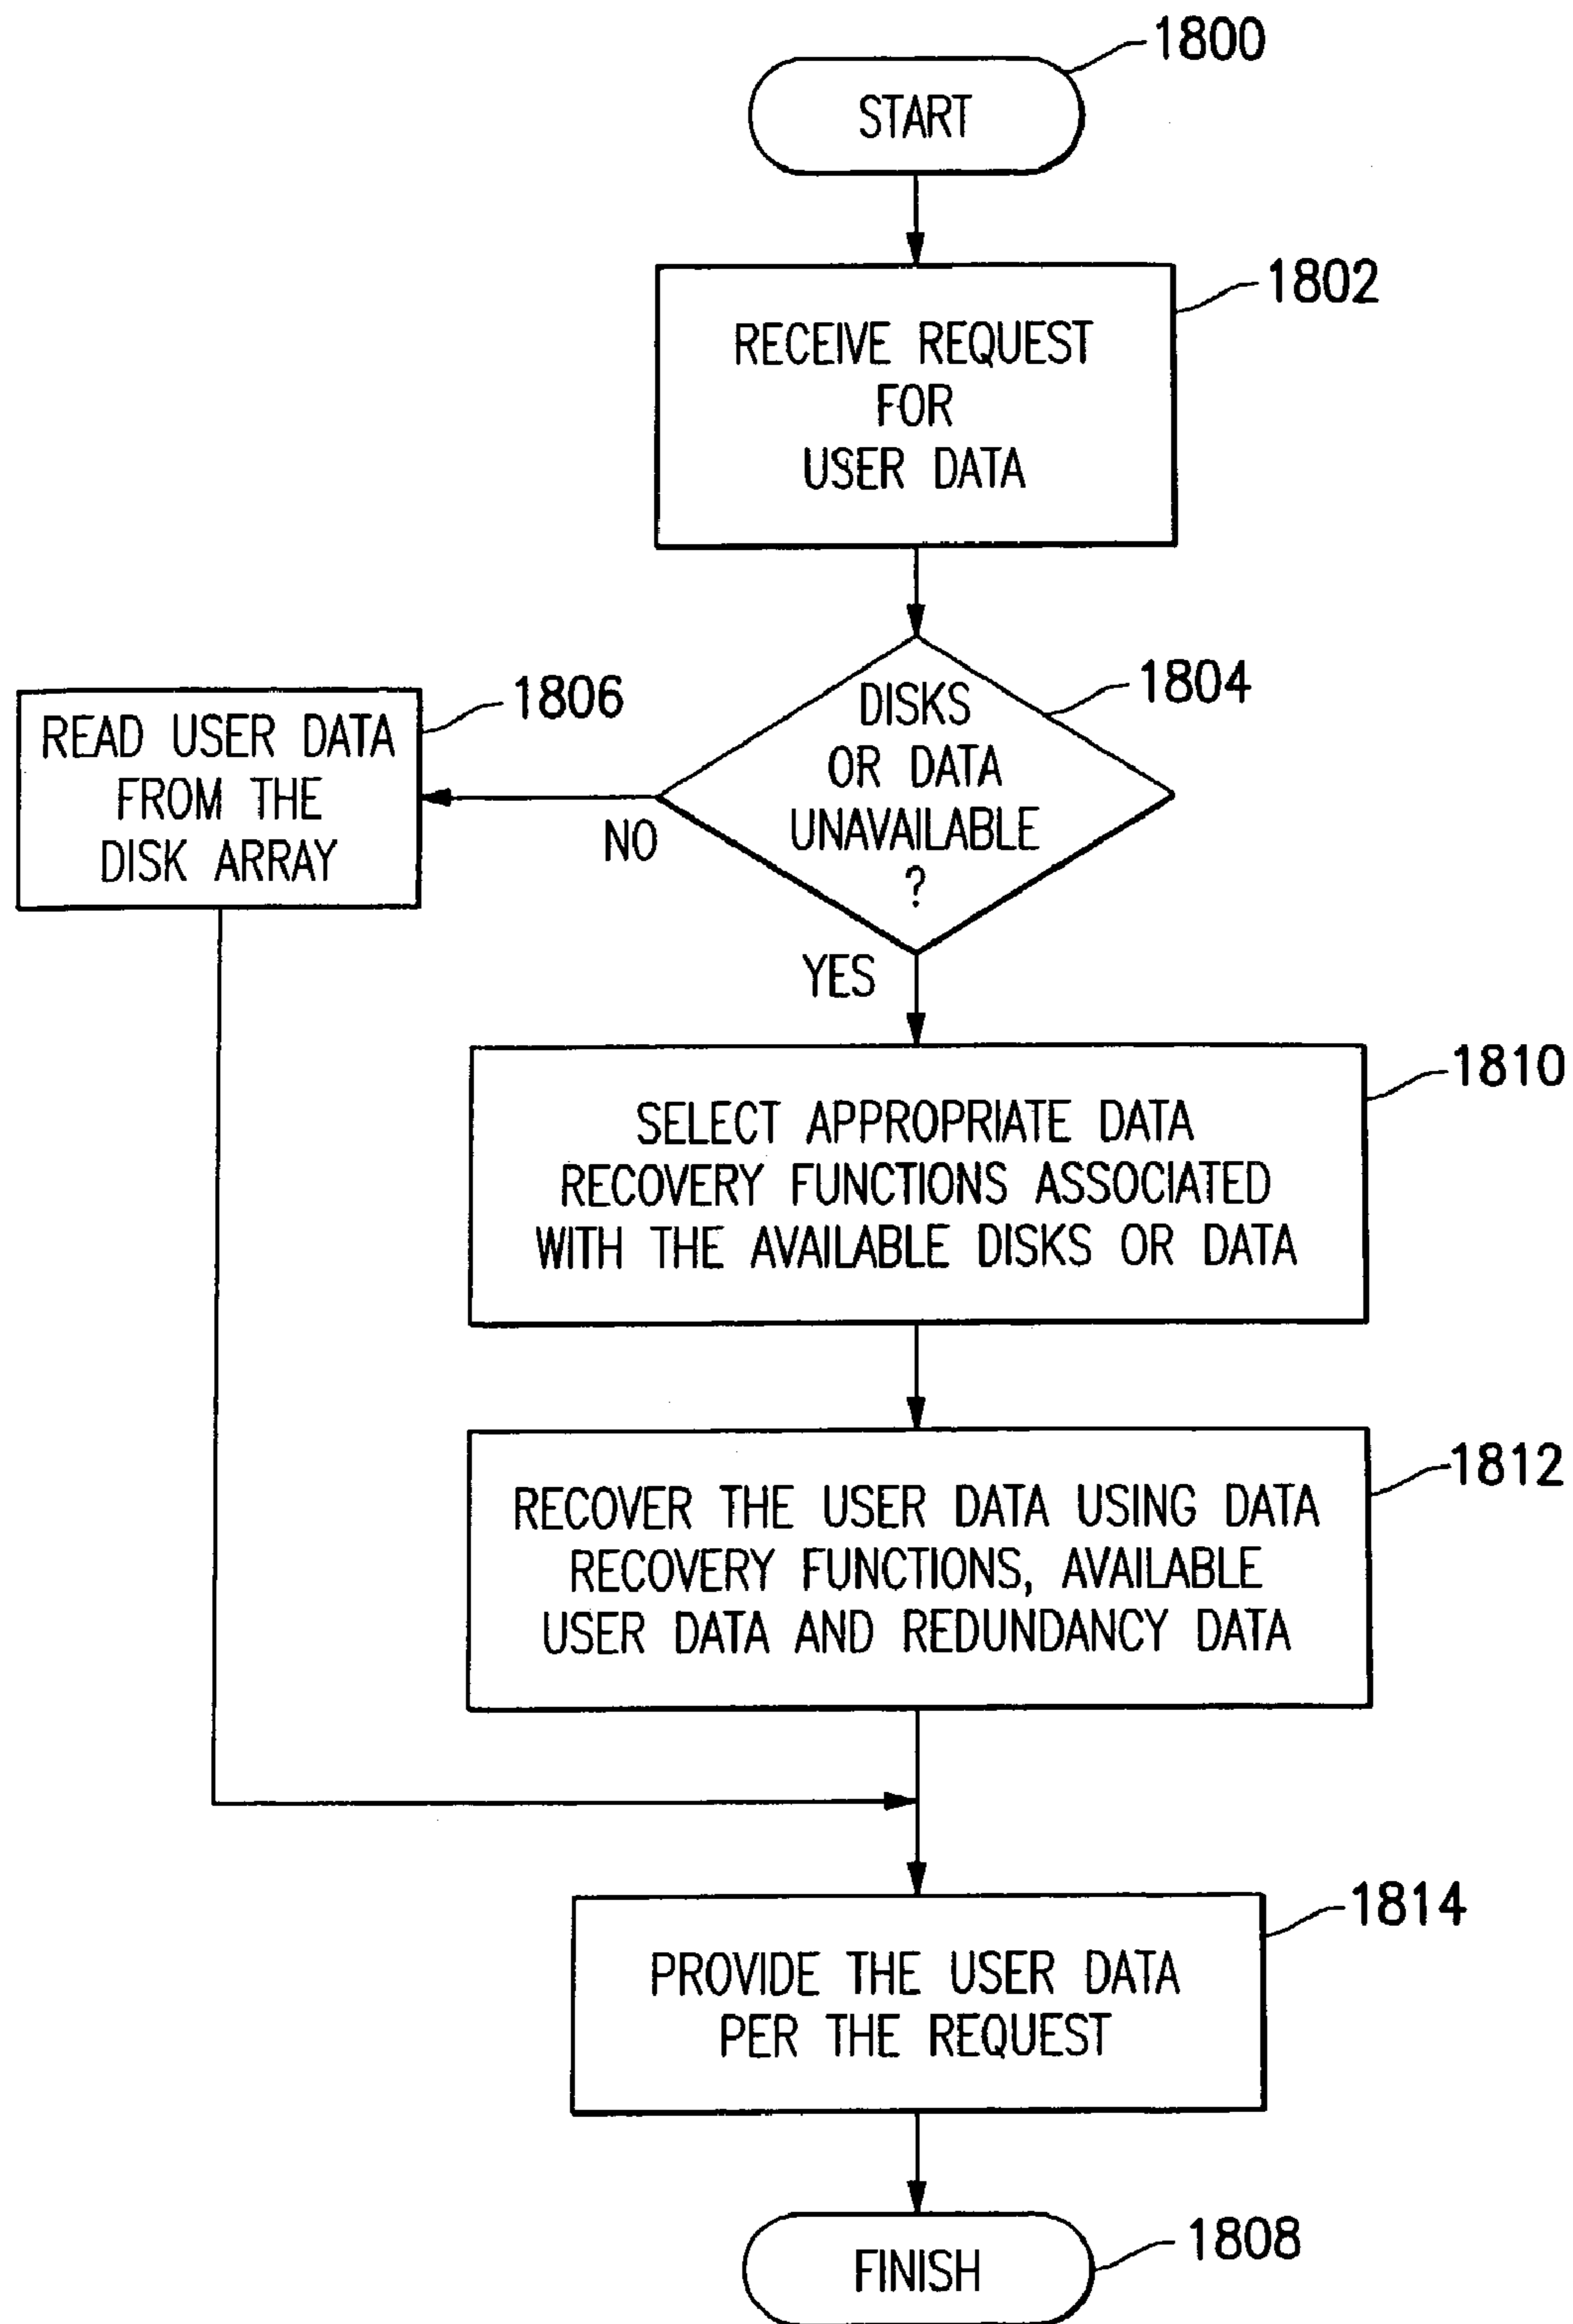 1800
START
1802
RECEIVE REQUEST
FOR
USER DATA
1804
DISKS
OR DATA
UNAVAILABLE
?
NO
YES
1806
READ USER DATA
FROM THE
DISK ARRAY
1810
SELECT APPROPRIATE DATA
RECOVERY FUNCTIONS ASSOCIATED
WITH THE AVAILABLE DISKS OR DATA
1812
RECOVER THE USER DATA USING DATA
RECOVERY FUNCTIONS, AVAILABLE
USER DATA AND REDUNDANCY DATA
1814
PROVIDE THE USER DATA
PER THE REQUEST
1808
FINISH